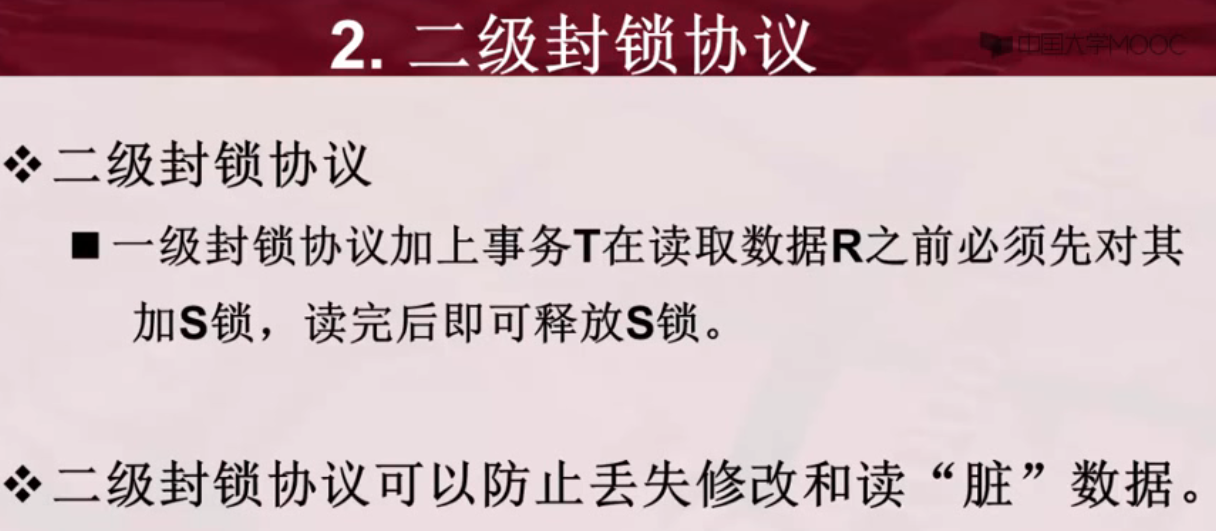 2. 二级封锁协议
中国大学MOOC
❖二级封锁协议
■ 一级封锁协议加上事务T在读取数据R之前必须先对其
加S锁，读完后即可释放S锁。
❖二级封锁协议可以防止丢失修改和读“脏”数据。